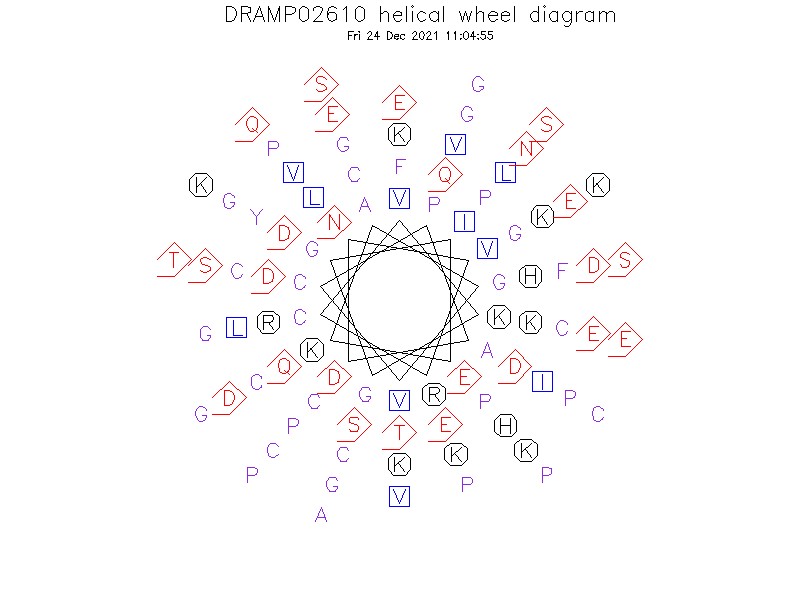 DRAMP02610 helical wheel diagram
Fri 24 Dec 2021 11:04:55
S G
E
E G
Q S
K
P G V N
V C F Q L
K K
G L A V P P E
Y N I K
D G
G V
T S C D C G H F D S
G L R C K K C E E
K A
Q D
C D E I
D C G V R P P
G C
P S T E H
C C K K K
P G P P
V
A